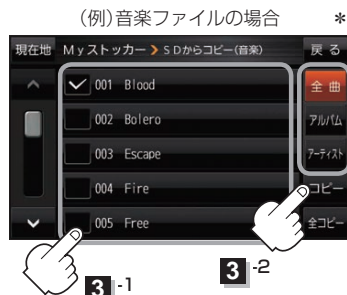 (例)音楽ファイルの場合 *
現在地 Myストッカー > SDからコピー(音楽) 戻る
001 Blood
002 Bolero
003 Escape
004 Fire
005 Free
全曲
アルバム
アーティスト
コピー
全コピー
3 -1
3 -2